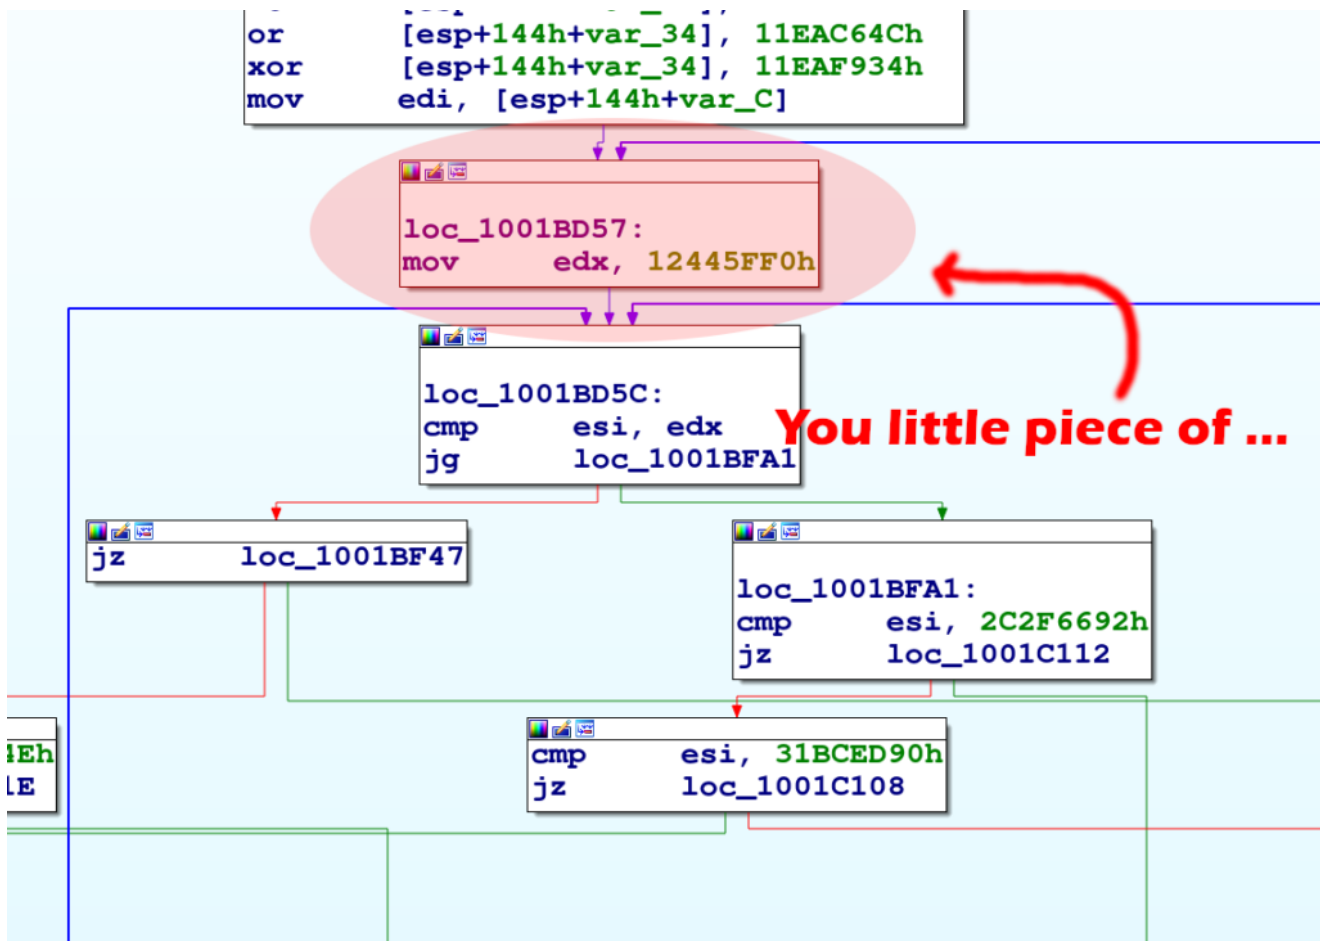 or [esp+144h+var_34], 11EAC64Ch
xor [esp+144h+var_34], 11EAF934h
mov edi, [esp+144h+var_C]
loc_1001BD57:
mov edx, 12445FF0h
loc_1001BD5C:
cmp esi, edx
jg loc_1001BFA1
You little piece of ...
jz loc_1001BF47
loc_1001BFA1:
cmp esi, 2C2F6692h
jz loc_1001C112
4Eh
1E
cmp esi, 31BCED90h
jz loc_1001C108